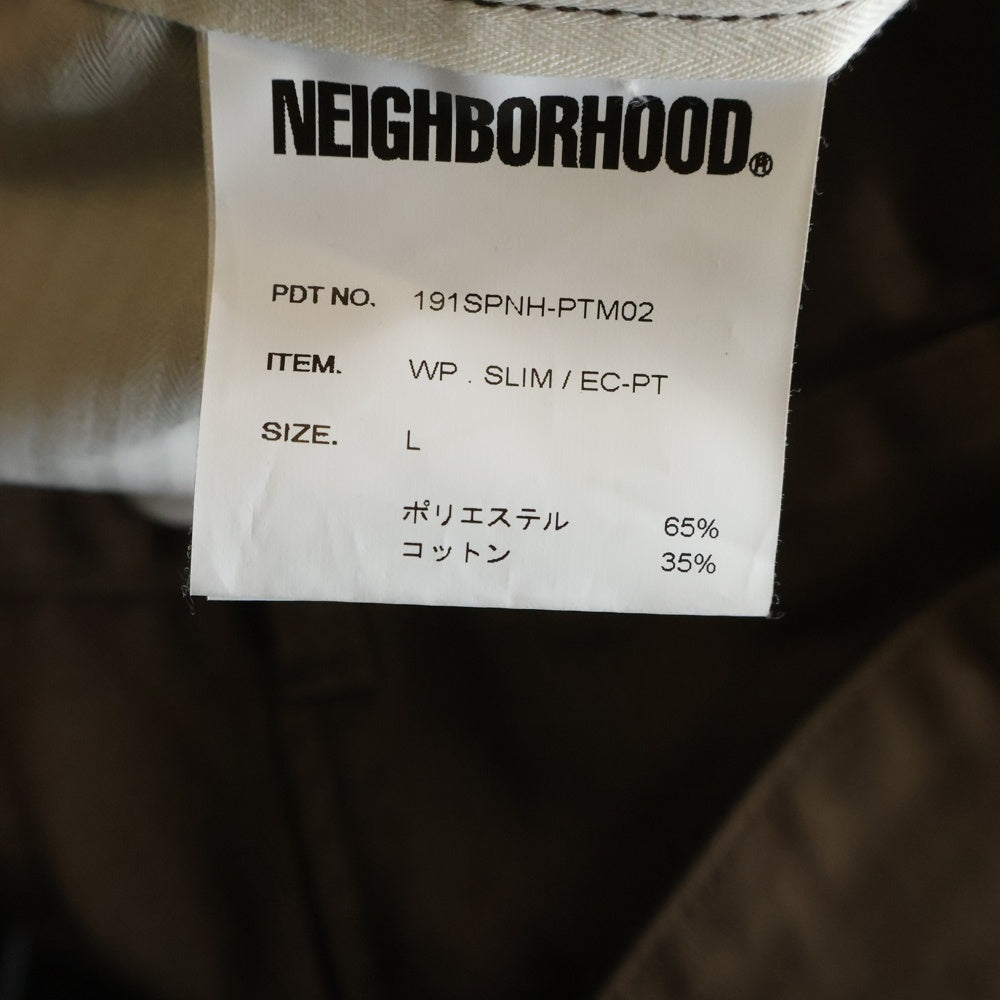 NEIGHBORHOOD®
PDT NO. 191SPNH-PTM02
ITEM. WP . SLIM / EC-PT
SIZE. L
ポリエステル 65%
コットン 35%